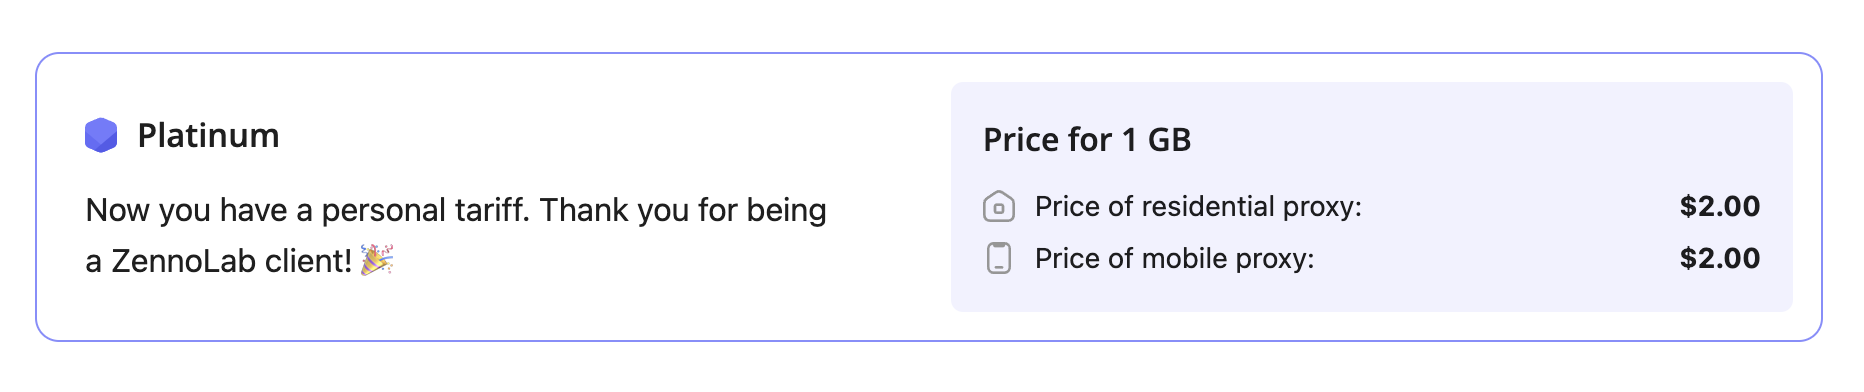 Platinum
Now you have a personal tariff. Thank you for being
a ZennoLab client! 🎉
Price for 1 GB
Price of residential proxy: $2.00
Price of mobile proxy: $2.00